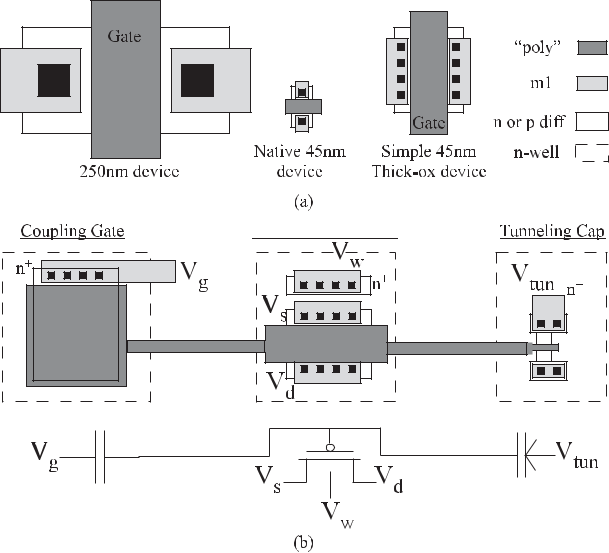 Gate
"poly"
m1
n or p diff
n-well
Gate
250nm device
Native 45nm
device
Simple 45nm
Thick-ox device
(a)
Coupling Gate
Tunneling Cap
n+
Vg
Vw
n+
Vs
Vd
Vtun
n+
Vg
Vs
Vd
Vw
Vtun
(b)